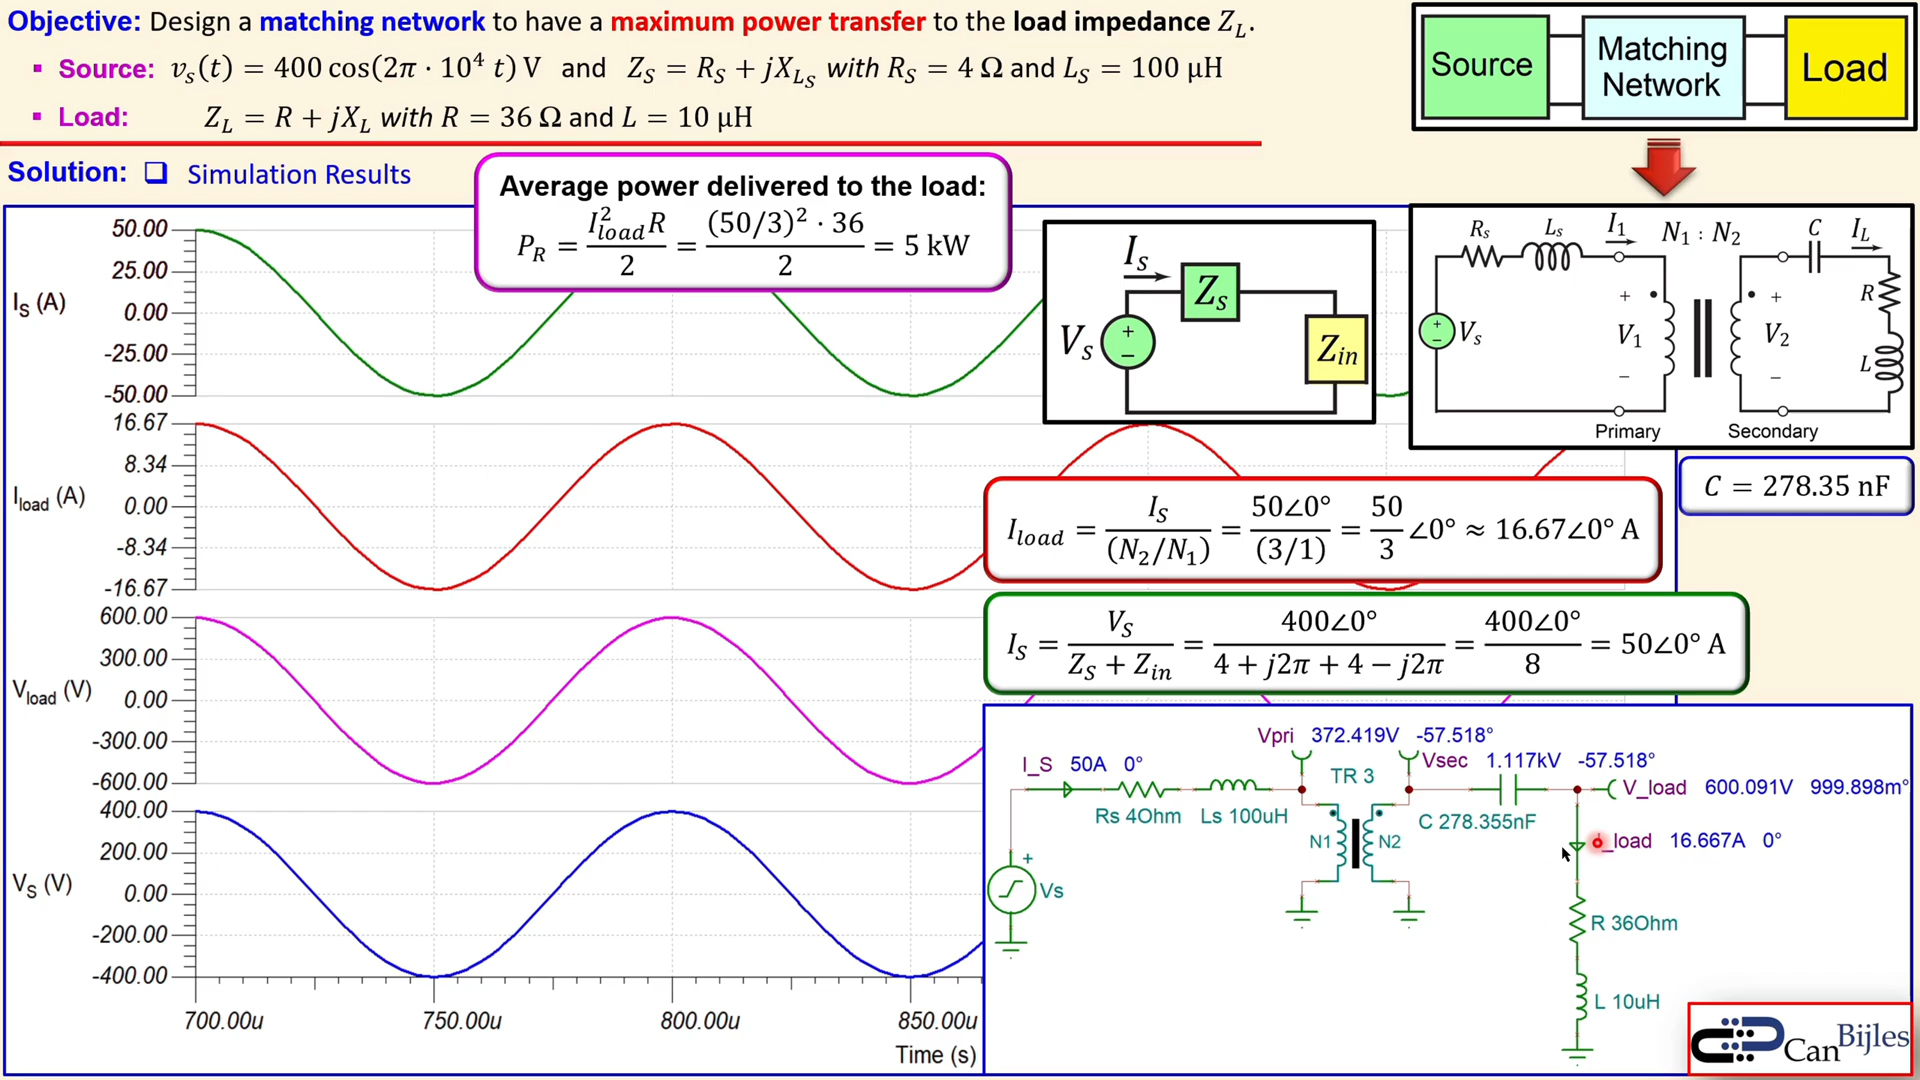 Objective: Design a matching network to have a maximum power transfer to the load impedance Z_L.
▪ Source: v_s(t) = 400 cos(2π · 10⁴ t) V and Z_S = R_S + jX_{L_S} with R_S = 4 Ω and L_S = 100 μH
▪ Load: Z_L = R + jX_L with R = 36 Ω and L = 10 μH
Source
Matching Network
Load
Solution: ❑ Simulation Results
Average power delivered to the load:
P_R = I²_load R / 2 = (50/3)² · 36 / 2 = 5 kW
I_S (A)
50.00
25.00
0.00
-25.00
-50.00
I_load (A)
16.67
8.34
0.00
-8.34
-16.67
V_load (V)
600.00
300.00
0.00
-300.00
-600.00
V_S (V)
400.00
200.00
0.00
-200.00
-400.00
700.00u 750.00u 800.00u 850.00u
Time (s)
I_s
Z_s
V_s
+
−
Z_in
R_s L_s I_1 N_1 : N_2 C I_L
+ + R
+ − V_s V_1 V_2
L
− −
Primary Secondary
C = 278.35 nF
I_load = I_S / (N_2/N_1) = 50∠0° / (3/1) = 50/3 ∠0° ≈ 16.67∠0° A
I_S = V_S / (Z_S + Z_in) = 400∠0° / (4 + j2π + 4 − j2π) = 400∠0° / 8 = 50∠0° A
Vpri 372.419V -57.518°
I_S 50A 0°
TR 3
Vsec 1.117kV -57.518°
V_load 600.091V 999.898m°
Rs 4Ohm Ls 100uH
C 278.355nF
N1 N2
_load 16.667A 0°
+
Vs
R 36Ohm
L 10uH
CanBijles